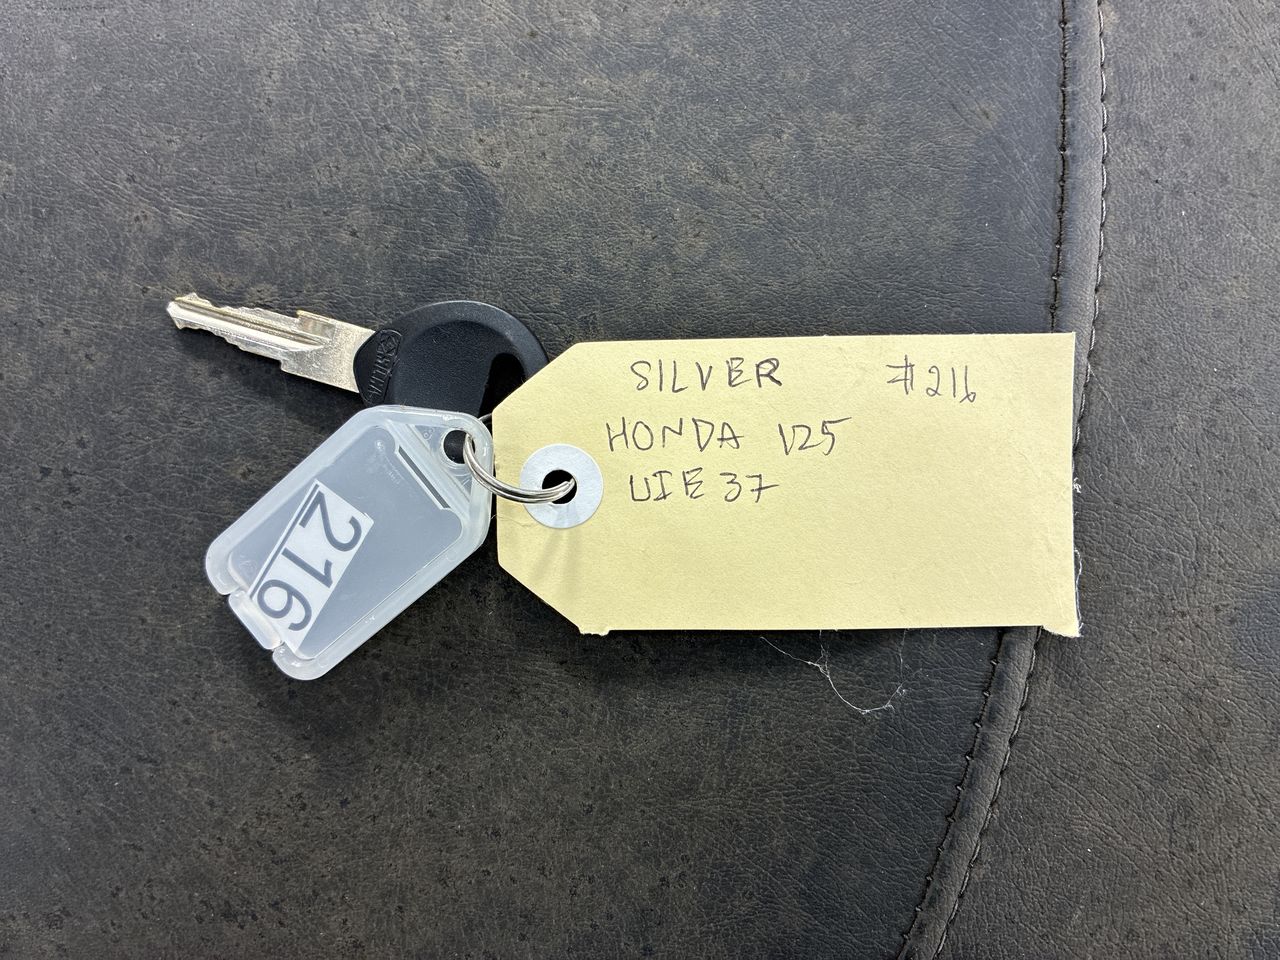 SILVER #216
HONDA 125
UIE 37
216